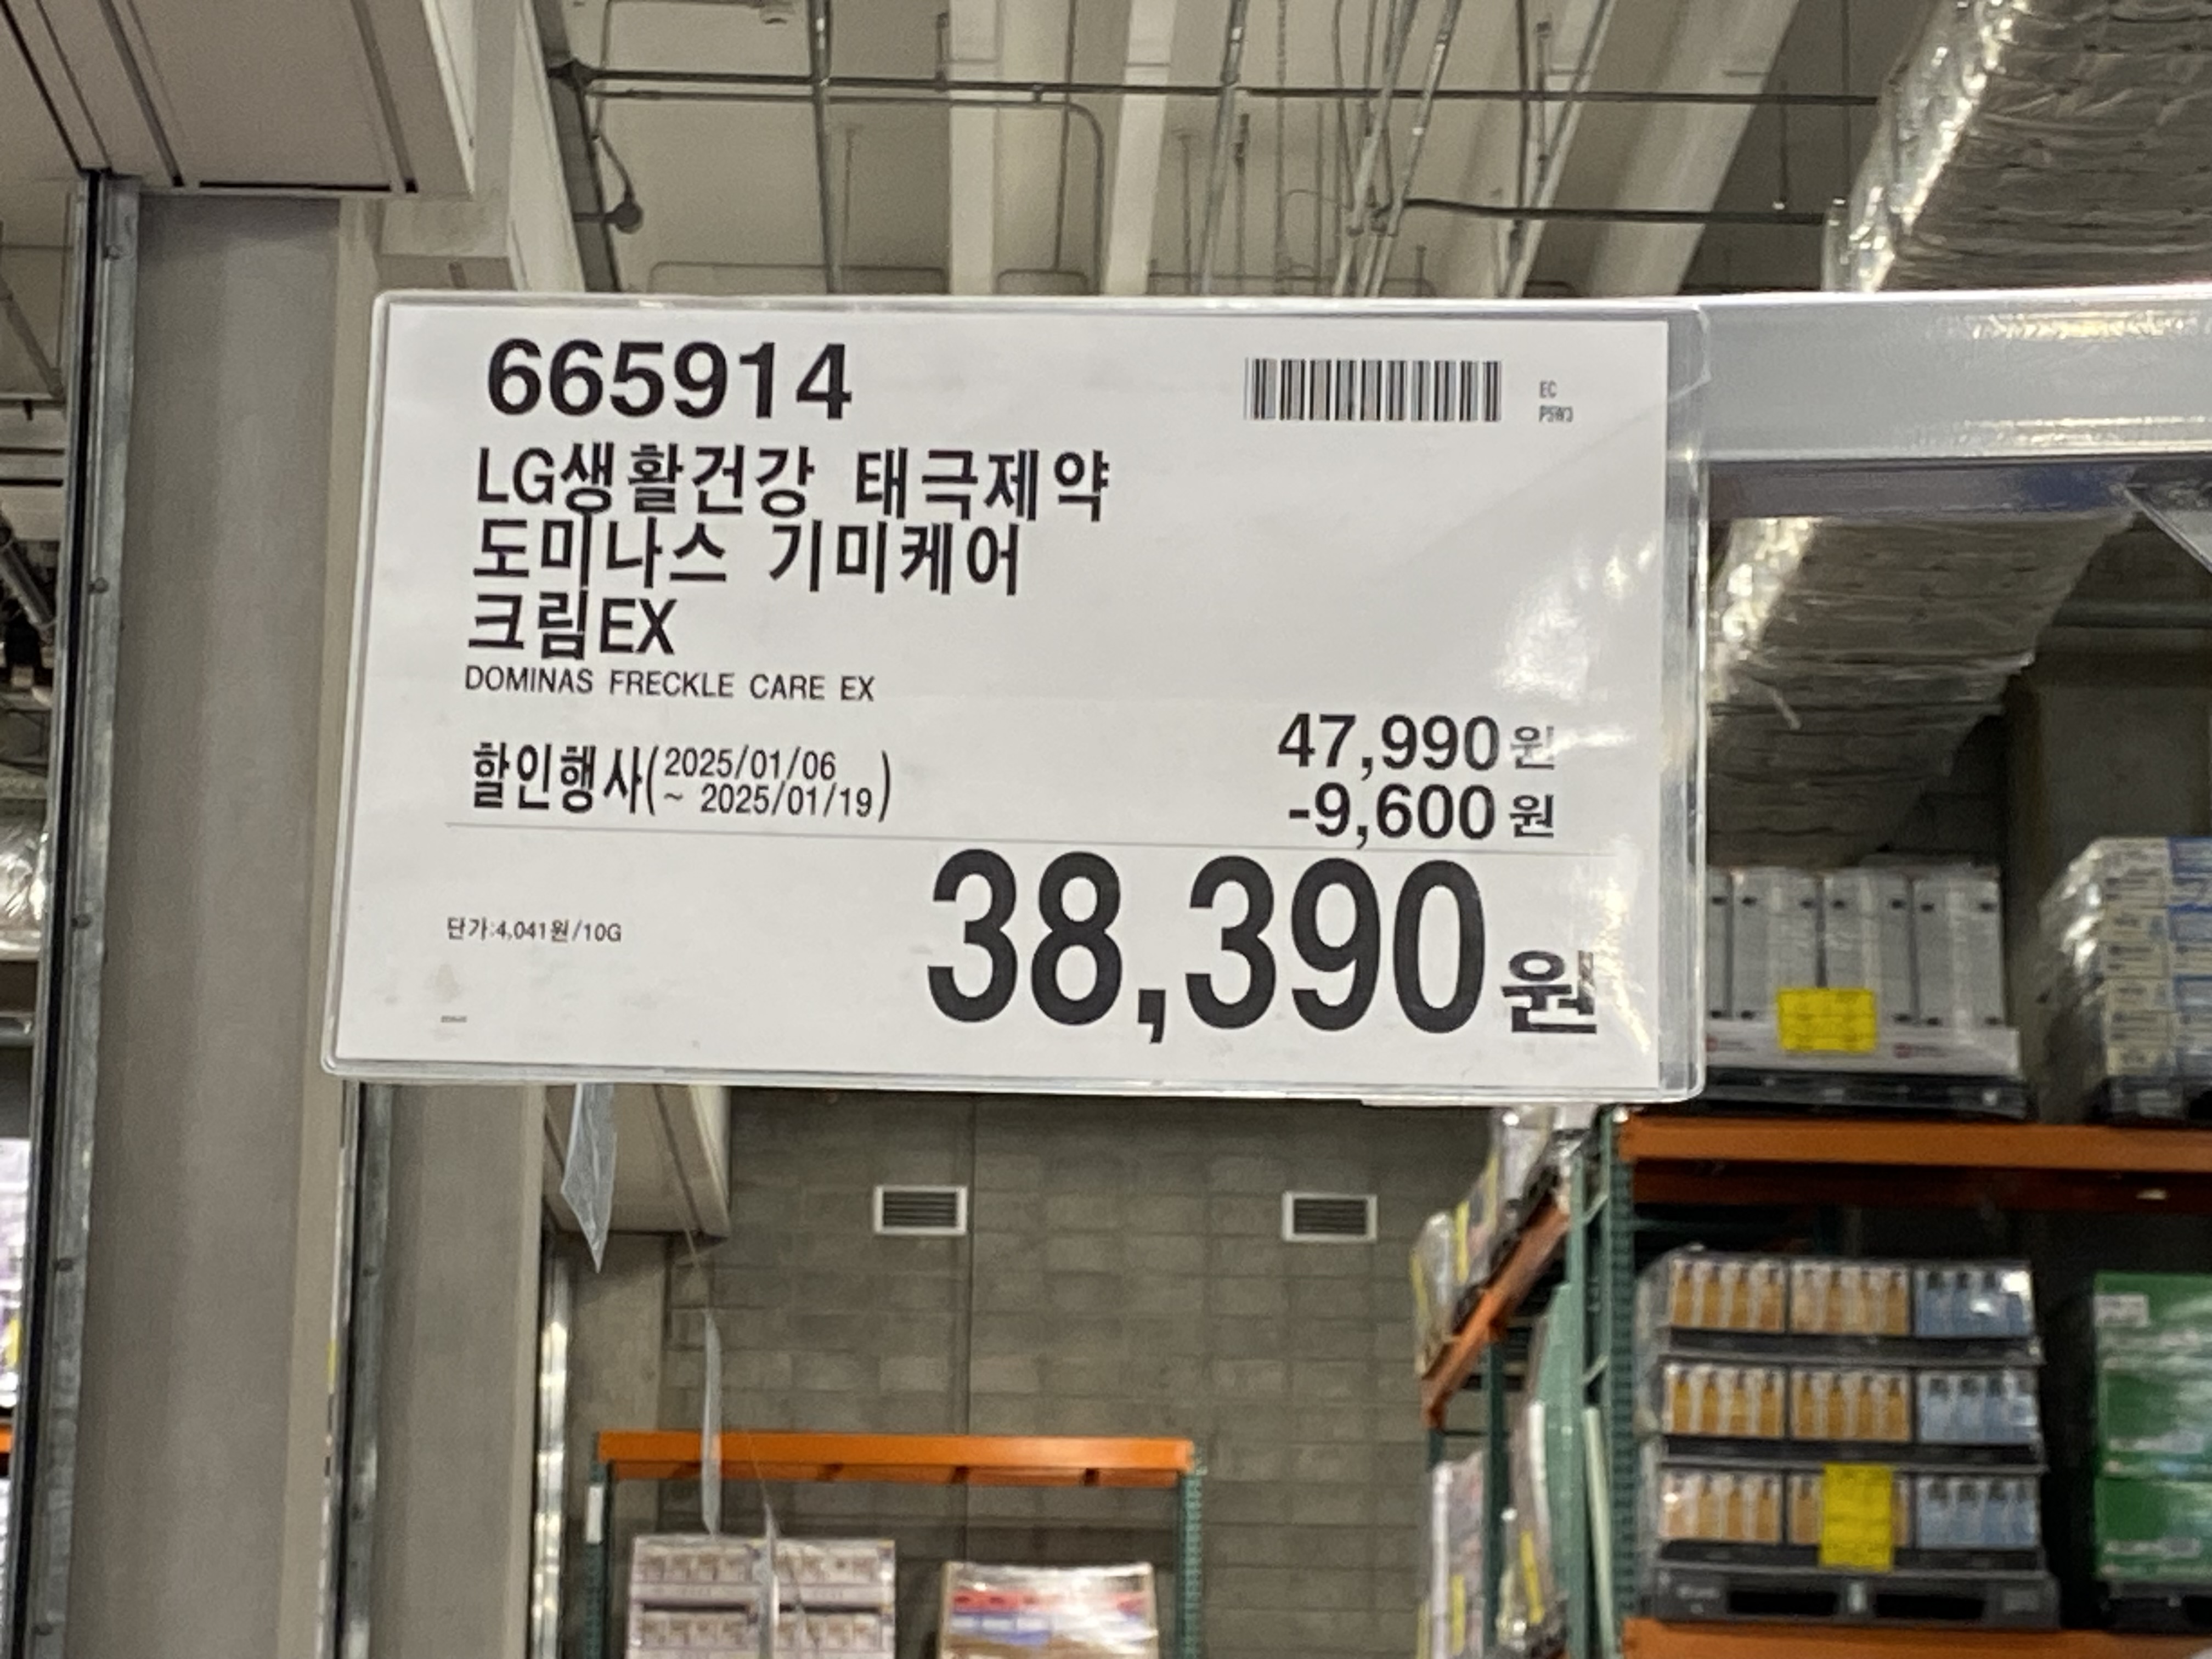 665914
EC
P5W3
LG생활건강 태극제약
도미나스 기미케어
크림EX
DOMINAS FRECKLE CARE EX
47,990원
할인행사(2025/01/06
~ 2025/01/19)
-9,600원
38,390원
단가:4,041원/10G